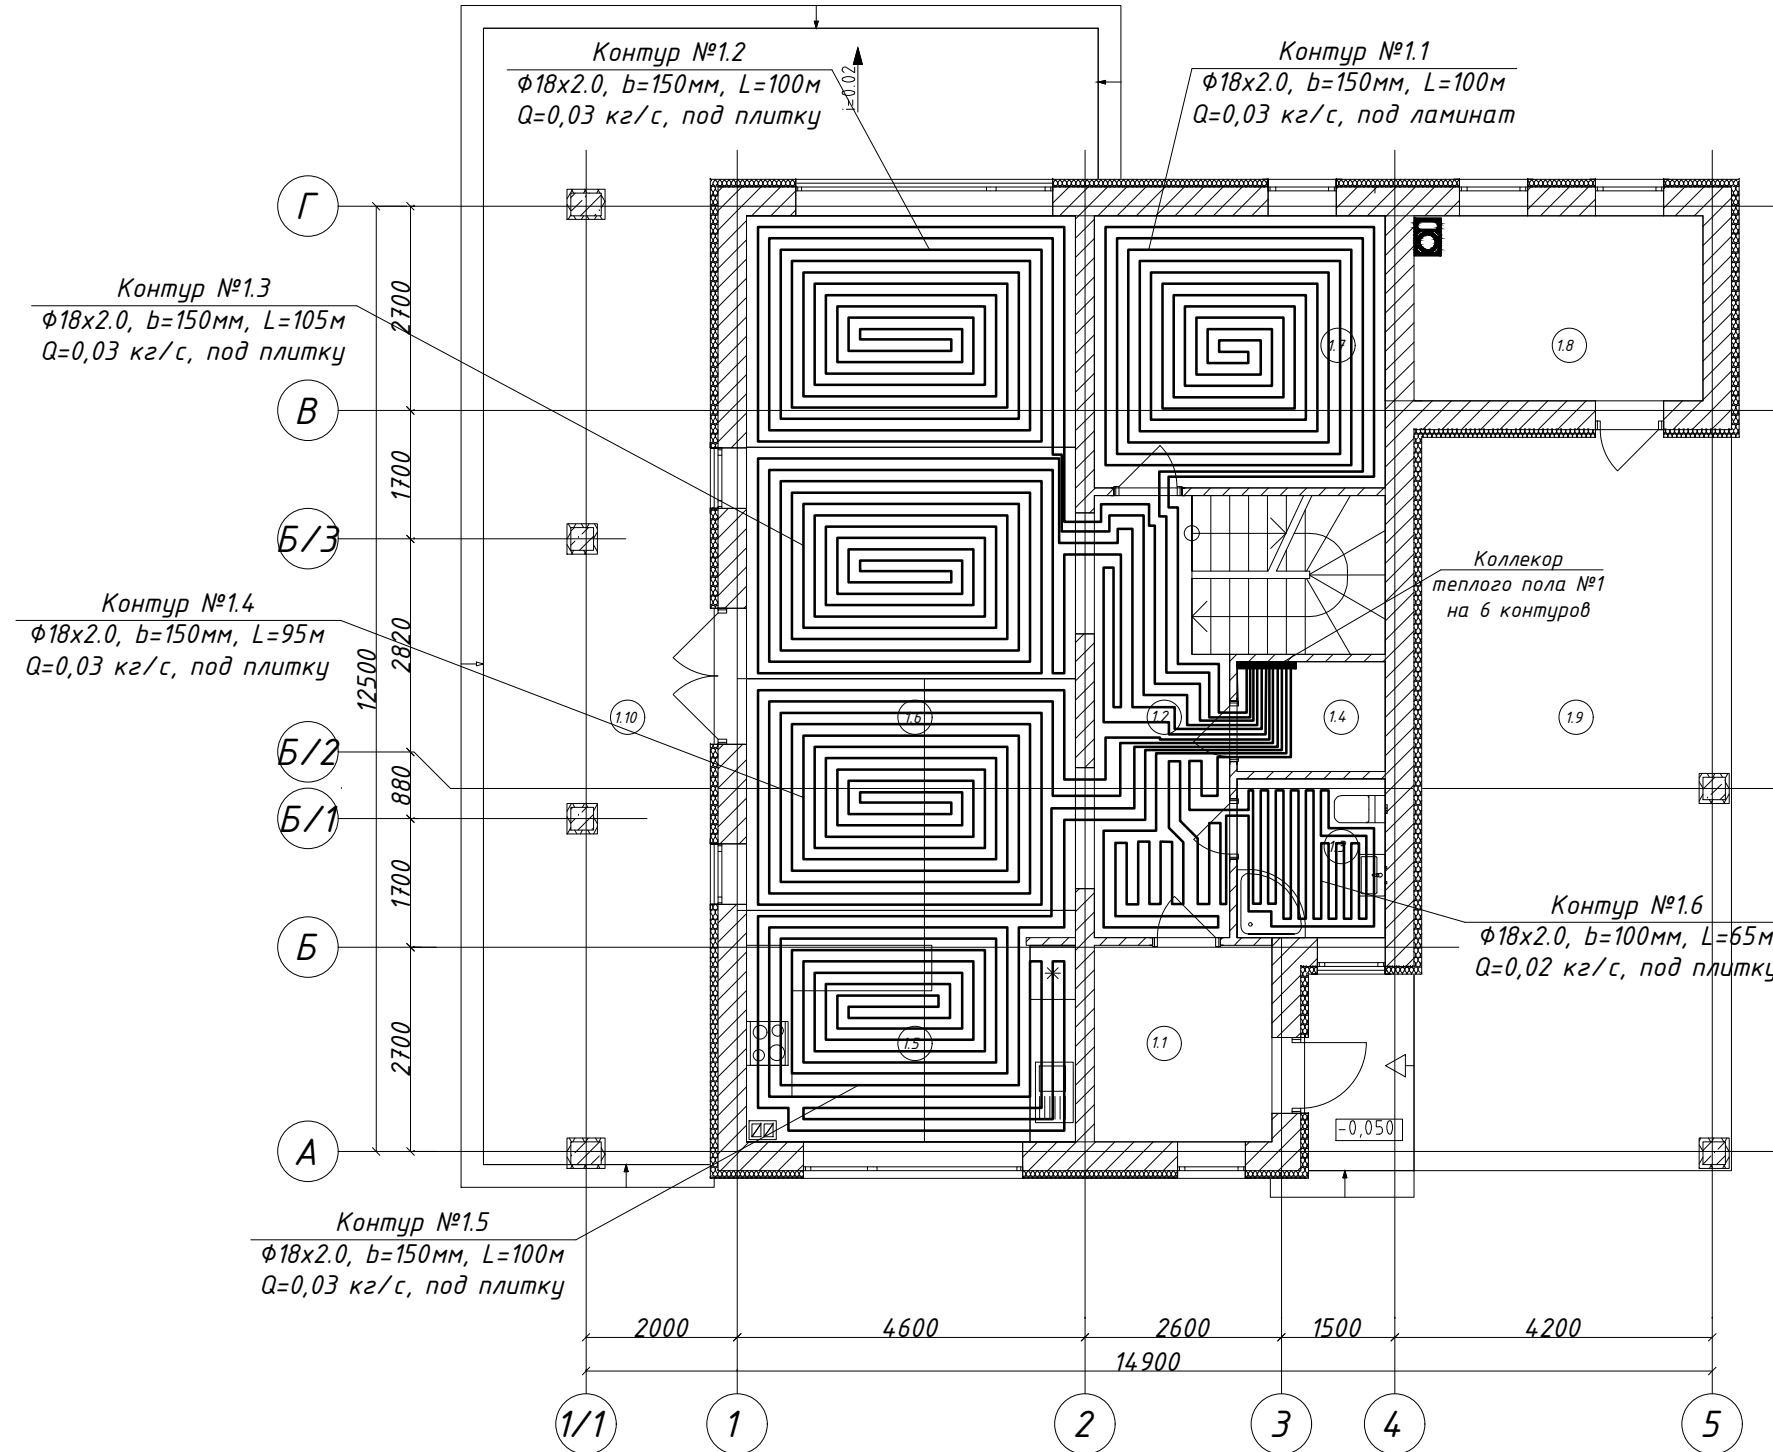 Контур №1.2
Ф18х2.0, b=150мм, L=100м
Q=0,03 кг/с, под плитку
i=0.02
Контур №1.1
Ф18х2.0, b=150мм, L=100м
Q=0,03 кг/с, под ламинат
Г
Контур №1.3
Ф18х2.0, b=150мм, L=105м
Q=0,03 кг/с, под плитку
2700
1.7
1.8
В
1700
Б/3
Коллекор
теплого пола №1
на 6 контуров
Контур №1.4
Ф18х2.0, b=150мм, L=95м
Q=0,03 кг/с, под плитку
2820
12500
1.10
1.6
1.2
1.4
1.9
Б/2
880
Б/1
1.3
1700
Контур №1.6
Ф18х2.0, b=100мм, L=65м
Q=0,02 кг/с, под плитку
Б
2700
1.5
1.1
-0,050
А
Контур №1.5
Ф18х2.0, b=150мм, L=100м
Q=0,03 кг/с, под плитку
2000
4600
2600
1500
4200
14900
1/1
1
2
3
4
5